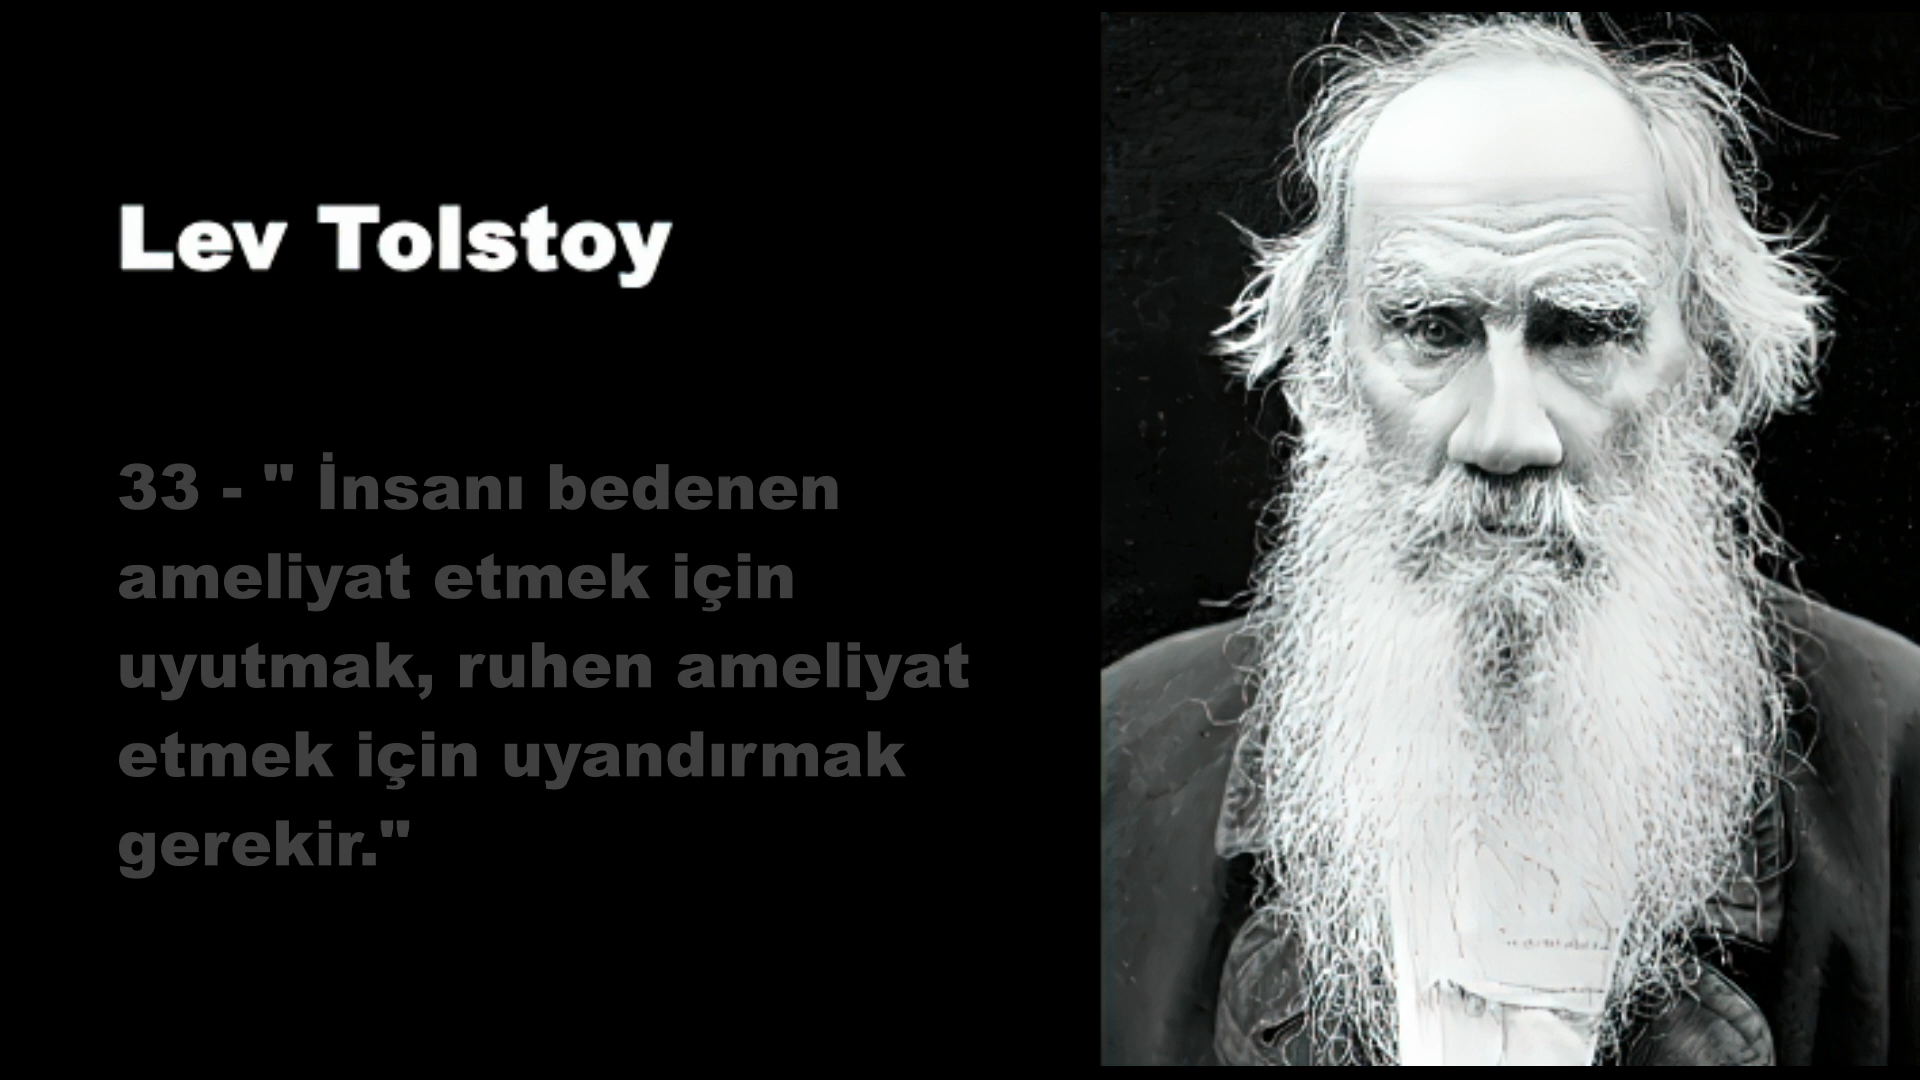 Lev Tolstoy
33 - " İnsanı bedenen
ameliyat etmek için
uyutmak, ruhen ameliyat
etmek için uyandırmak
gerekir."